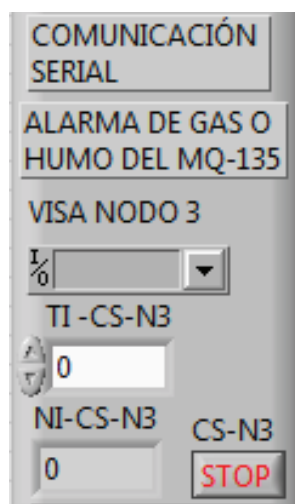 COMUNICACIÓN
SERIAL
ALARMA DE GAS O
HUMO DEL MQ-135
VISA NODO 3
I/O
TI -CS-N3
0
NI-CS-N3
CS-N3
0
STOP